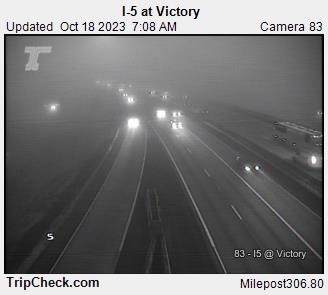 I-5 at Victory
Updated Oct 18 2023 7:08 AM Camera 83
T
S
83 - I5 @ Victory
TripCheck.com Milepost306.80